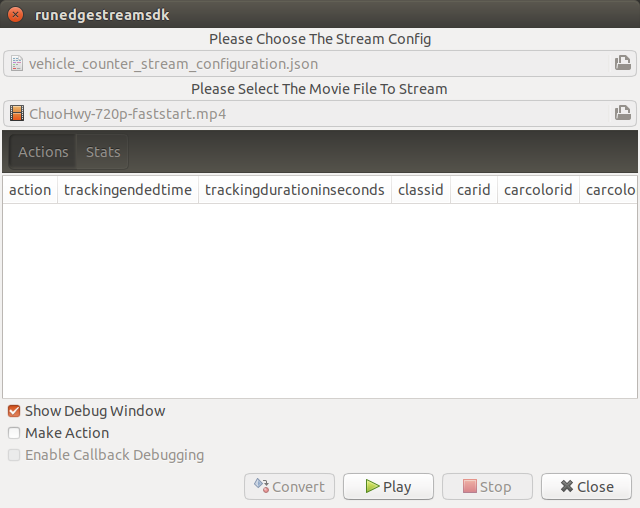 runedgestreamsdk
Please Choose The Stream Config
vehicle_counter_stream_configuration.json
Please Select The Movie File To Stream
ChuoHwy-720p-faststart.mp4
Actions Stats
action trackingendedtime trackingdurationinseconds classid carid carcolorid carcolo
Show Debug Window
Make Action
Enable Callback Debugging
Convert Play Stop Close